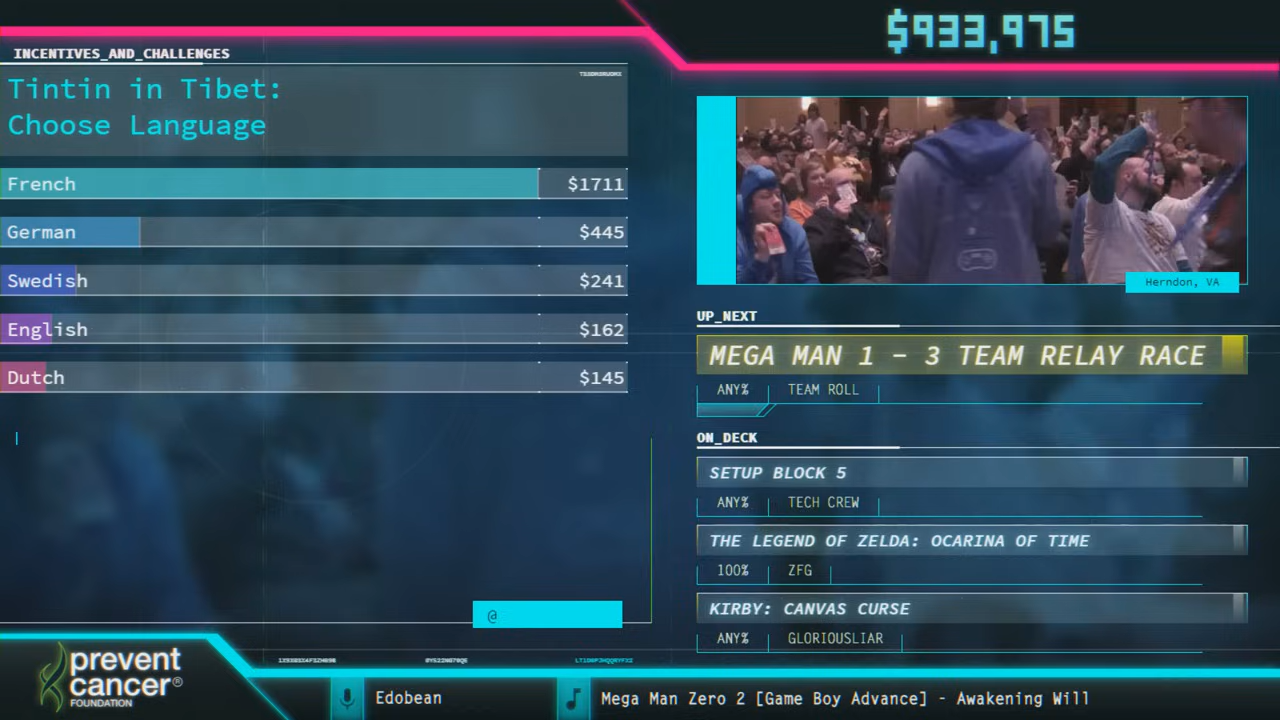 $933,975
INCENTIVES_AND_CHALLENGES
Tintin in Tibet:
Choose Language
French $1711
German $445
Swedish $241
English $162
Dutch $145
@
Herndon, VA
UP_NEXT
MEGA MAN 1 - 3 TEAM RELAY RACE
ANY% TEAM ROLL
ON_DECK
SETUP BLOCK 5
ANY% TECH CREW
THE LEGEND OF ZELDA: OCARINA OF TIME
100% ZFG
KIRBY: CANVAS CURSE
ANY% GLORIOUSLIAR
prevent
cancer®
FOUNDATION
Edobean
Mega Man Zero 2 [Game Boy Advance] - Awakening Will